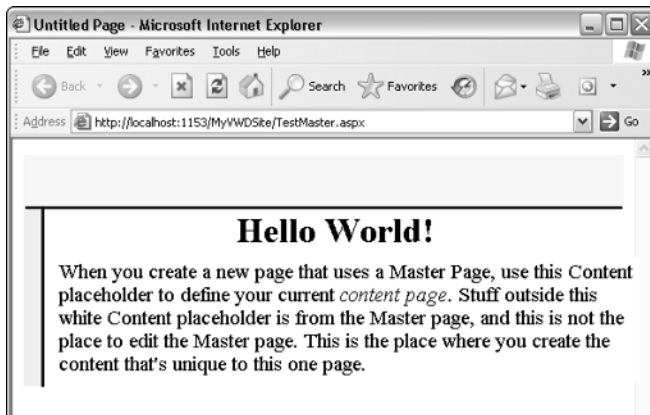 Untitled Page - Microsoft Internet Explorer
File Edit View Favorites Tools Help
Back Search Favorites
Address http://localhost:1153/MyVWDSite/TestMaster.aspx Go
Hello World!
When you create a new page that uses a Master Page, use this Content
placeholder to define your current content page. Stuff outside this
white Content placeholder is from the Master page, and this is not the
place to edit the Master page. This is the place where you create the
content that's unique to this one page.